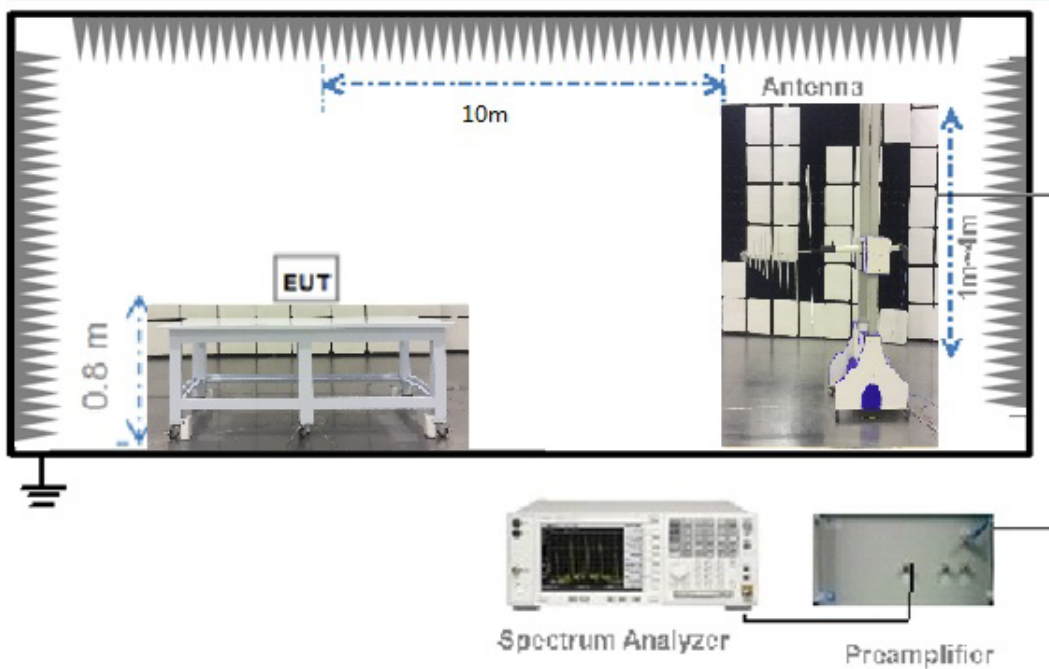 Antenna
10m
EUT
0.8 m
1m~4m
Spectrum Analyzer
Preamplifier